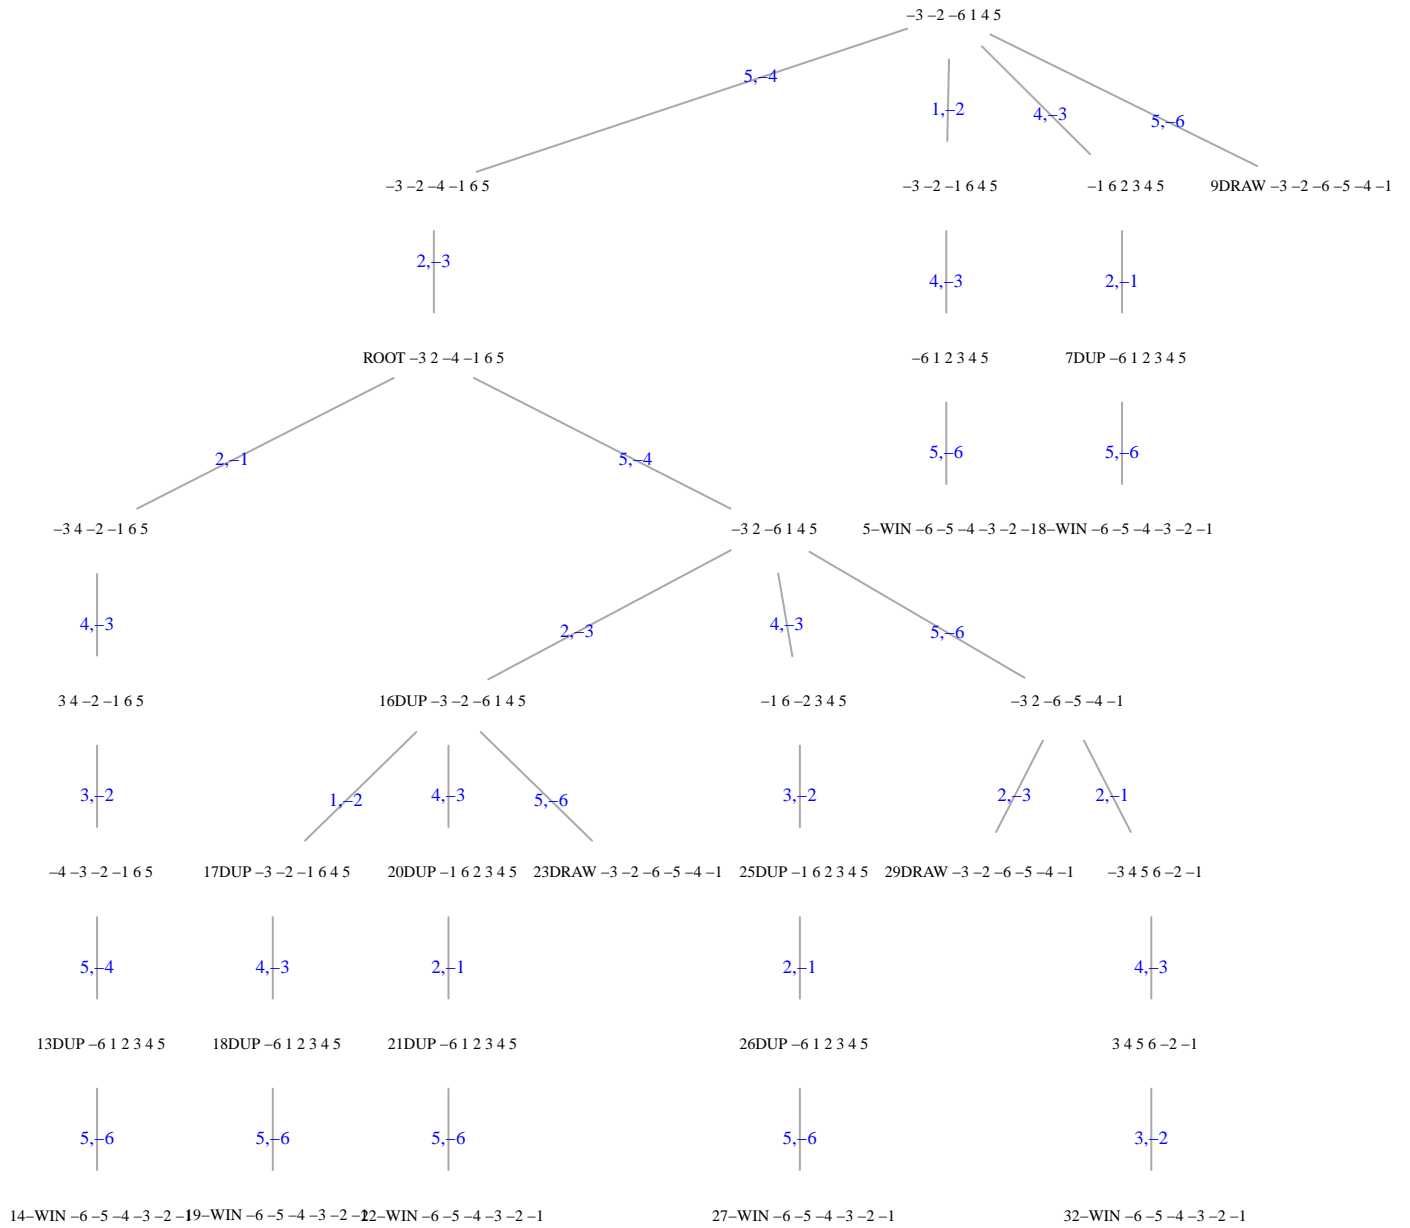 –3 –2 –6 1 4 5
5,–4
1,–2
4,–3
5,–6
–3 –2 –4 –1 6 5
–3 –2 –1 6 4 5
–1 6 2 3 4 5
9DRAW –3 –2 –6 –5 –4 –1
2,–3
4,–3
2,–1
ROOT –3 2 –4 –1 6 5
–6 1 2 3 4 5
7DUP –6 1 2 3 4 5
2,–1
5,–4
5,–6
5,–6
–3 4 –2 –1 6 5
–3 2 –6 1 4 5
5–WIN –6 –5 –4 –3 –2 –1
8–WIN –6 –5 –4 –3 –2 –1
4,–3
2,–3
4,–3
5,–6
3 4 –2 –1 6 5
16DUP –3 –2 –6 1 4 5
–1 6 –2 3 4 5
–3 2 –6 –5 –4 –1
3,–2
1,–2
4,–3
5,–6
3,–2
2,–3
2,–1
–4 –3 –2 –1 6 5
17DUP –3 –2 –1 6 4 5
20DUP –1 6 2 3 4 5
23DRAW –3 –2 –6 –5 –4 –1
25DUP –1 6 2 3 4 5
29DRAW –3 –2 –6 –5 –4 –1
–3 4 5 6 –2 –1
5,–4
4,–3
2,–1
2,–1
4,–3
13DUP –6 1 2 3 4 5
18DUP –6 1 2 3 4 5
21DUP –6 1 2 3 4 5
26DUP –6 1 2 3 4 5
3 4 5 6 –2 –1
5,–6
5,–6
5,–6
5,–6
3,–2
14–WIN –6 –5 –4 –3 –2 –1
19–WIN –6 –5 –4 –3 –2 –1
22–WIN –6 –5 –4 –3 –2 –1
27–WIN –6 –5 –4 –3 –2 –1
32–WIN –6 –5 –4 –3 –2 –1